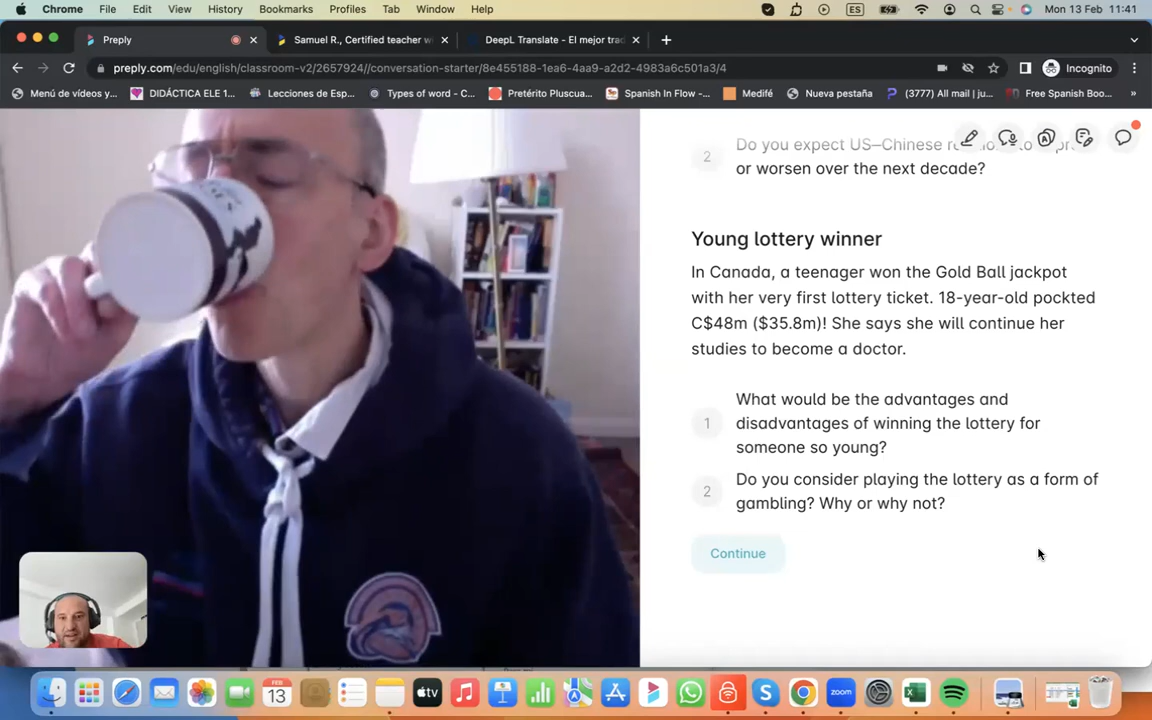 Chrome File Edit View History Bookmarks Profiles Tab Window Help ES Mon 13 Feb 11:41
Preply Samuel R., Certified teacher w DeepL Translate - El mejor trad
preply.com/edu/english/classroom-v2/2657924//conversation-starter/8e455188-1ea6-4aa9-a2d2-4983a6c501a3/4 Incognito
Menú de vídeos y... DIDÁCTICA ELE 1... Lecciones de Esp... Types of word - C... Pretérito Pluscua... Spanish In Flow -... Medifé Nueva pestaña (3777) All mail | ju... Free Spanish Boo... »
2 Do you expect US–Chinese
or worsen over the next decade?
Young lottery winner
In Canada, a teenager won the Gold Ball jackpot
with her very first lottery ticket. 18-year-old pockted
C$48m ($35.8m)! She says she will continue her
studies to become a doctor.
1 What would be the advantages and
disadvantages of winning the lottery for
someone so young?
2 Do you consider playing the lottery as a form of
gambling? Why or why not?
Continue
FEB
13
tv
zoom